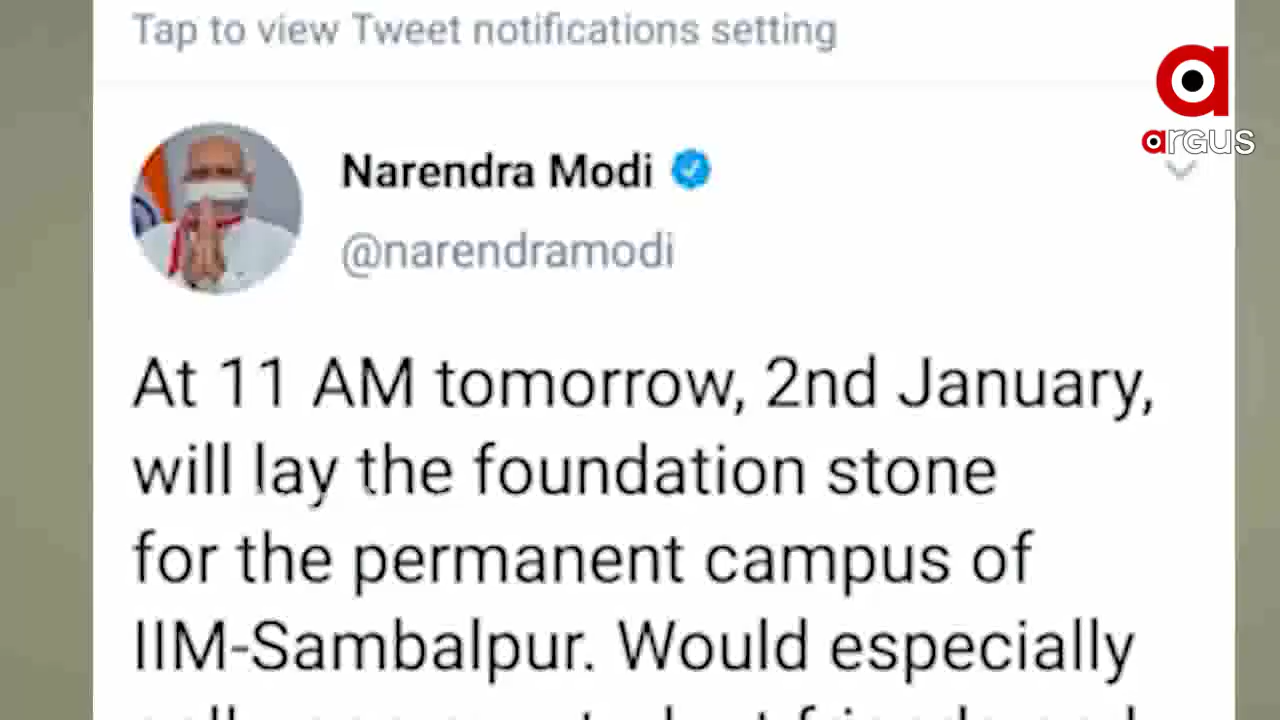 Tap to view Tweet notifications setting
argus
Narendra Modi
@narendramodi
At 11 AM tomorrow, 2nd January,
will lay the foundation stone
for the permanent campus of
IIM-Sambalpur. Would especially